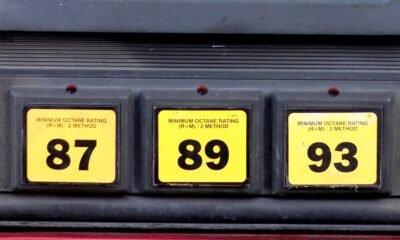 MINIMUM OCTANE RATING
(R+M) / 2 METHOD
87
MINIMUM OCTANE RATING
(R+M) / 2 METHOD
89
MINIMUM OCTANE RATING
(R+M) / 2 METHOD
93